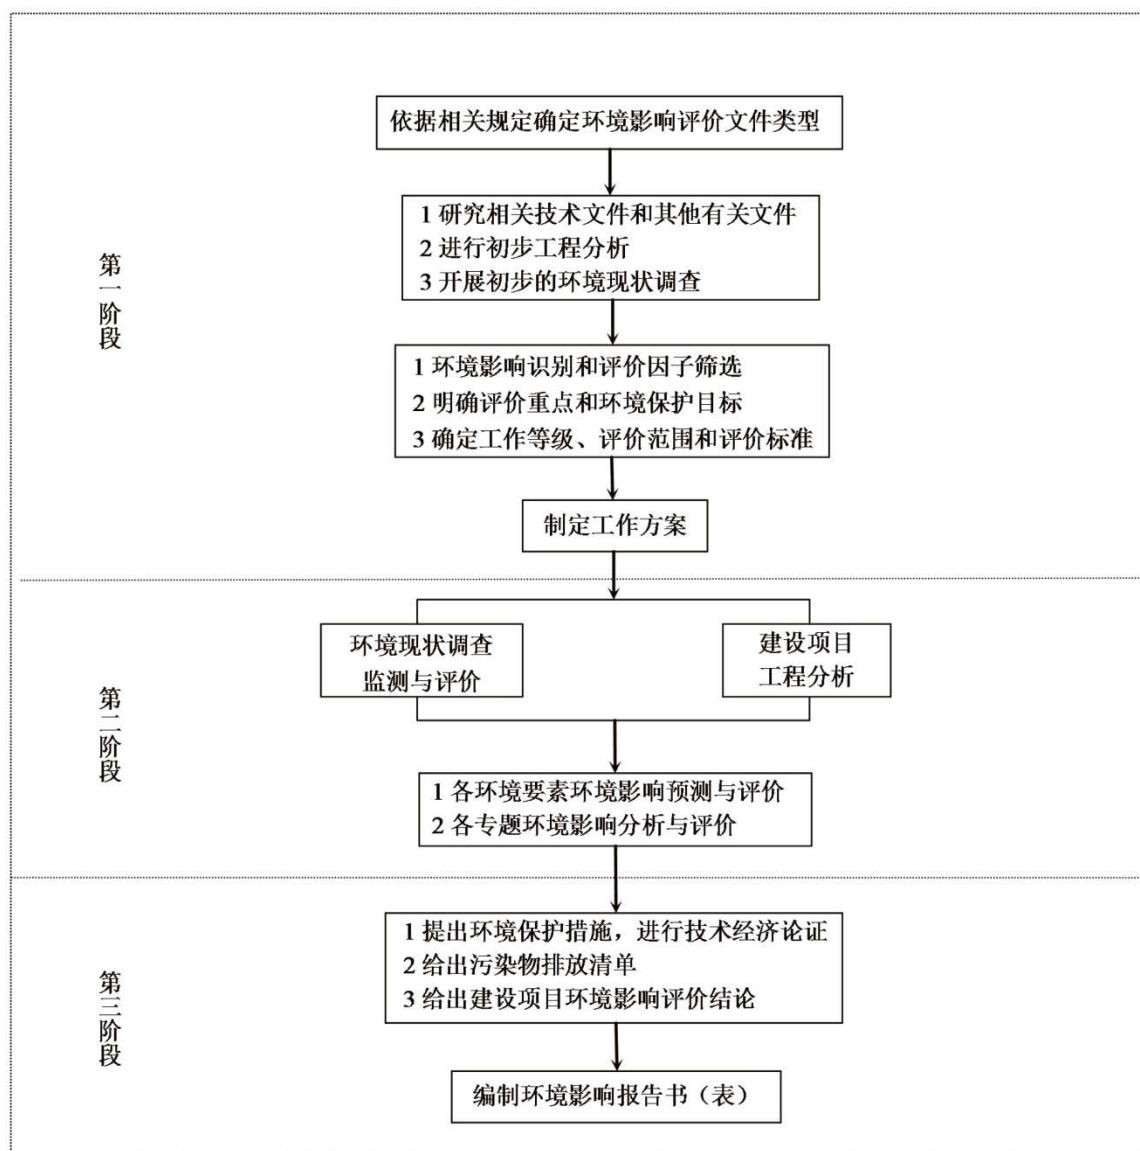 依据相关规定确定环境影响评价文件类型
1 研究相关技术文件和其他有关文件
2 进行初步工程分析
3 开展初步的环境现状调查
第一阶段
1 环境影响识别和评价因子筛选
2 明确评价重点和环境保护目标
3 确定工作等级、评价范围和评价标准
制定工作方案
环境现状调查
监测与评价
建设项目
工程分析
第二阶段
1 各环境要素环境影响预测与评价
2 各专题环境影响分析与评价
1 提出环境保护措施，进行技术经济论证
2 给出污染物排放清单
3 给出建设项目环境影响评价结论
第三阶段
编制环境影响报告书（表）